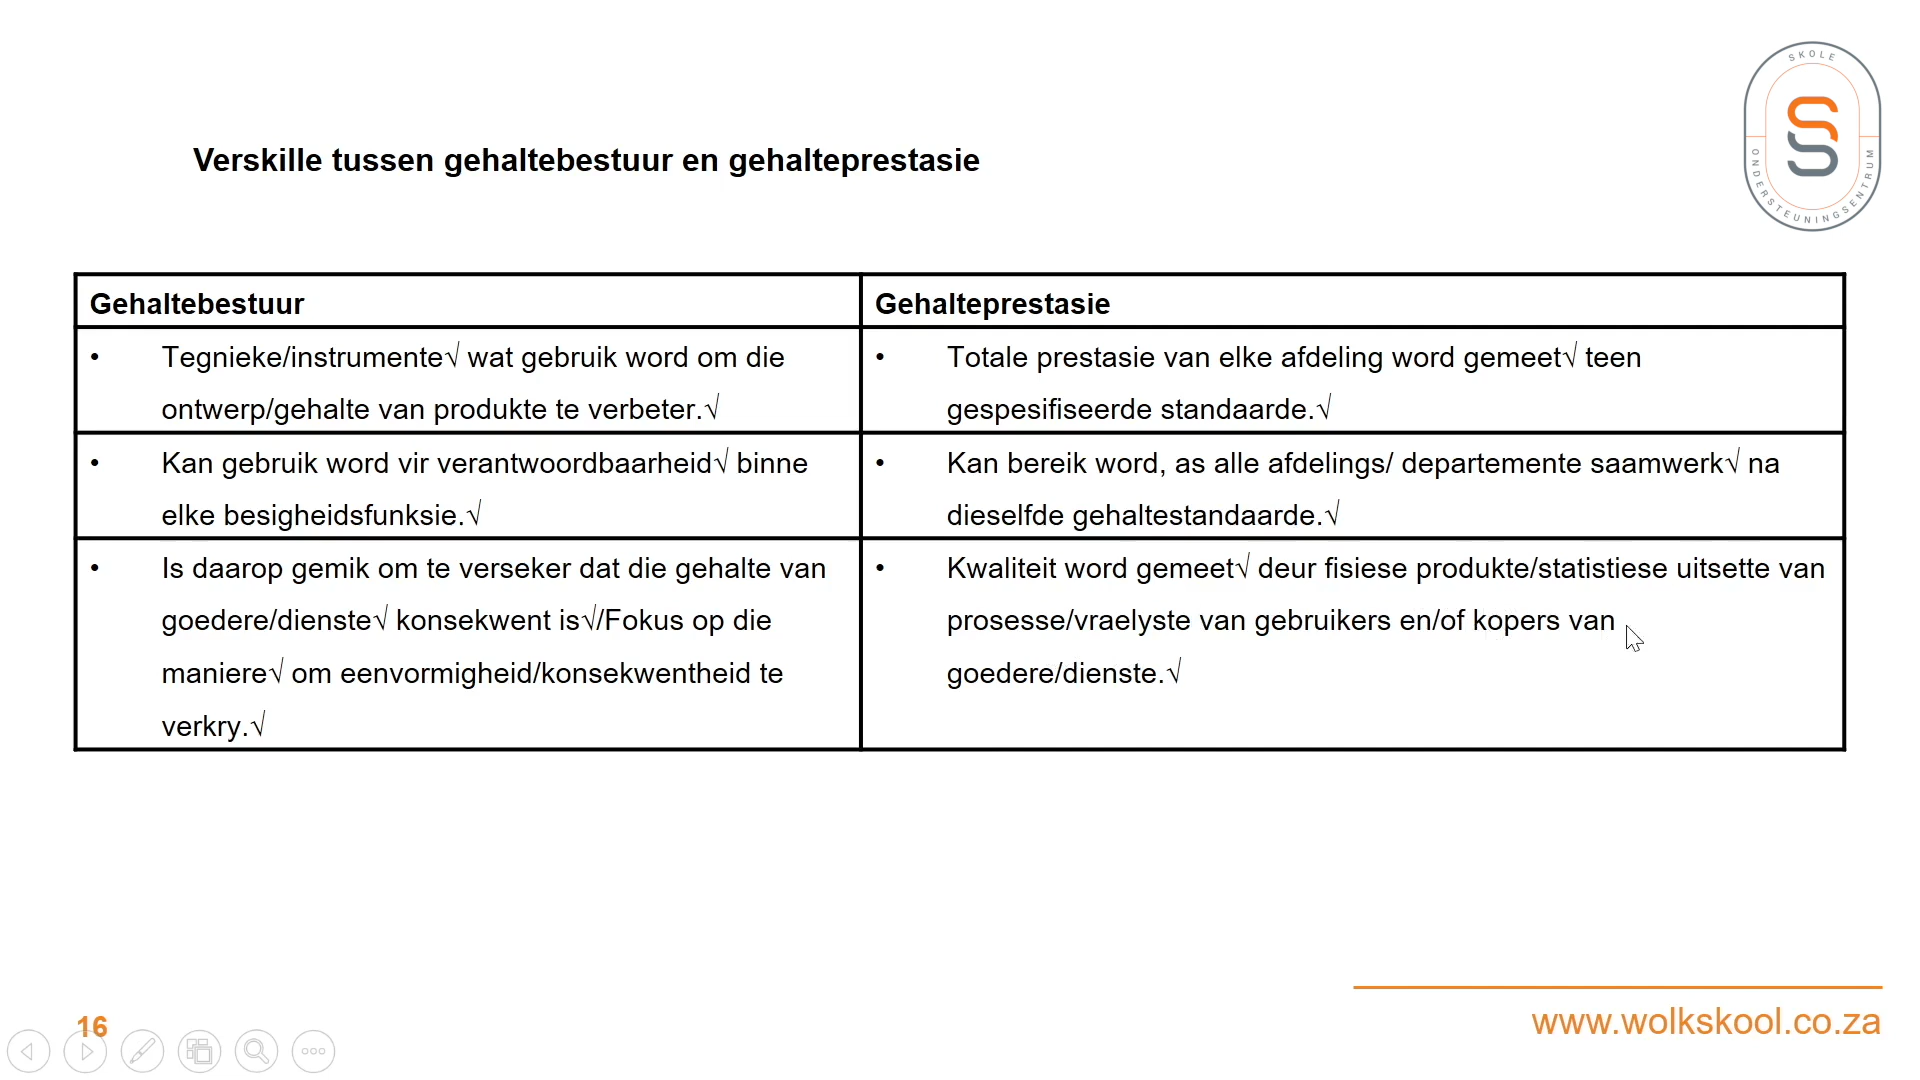 SKOLE
ONDERSTEUNINGSENTRUM
Verskille tussen gehaltebestuur en gehalteprestasie
Gehaltebestuur
Gehalteprestasie
• Tegnieke/instrumente√ wat gebruik word om die
ontwerp/gehalte van produkte te verbeter.√
• Totale prestasie van elke afdeling word gemeet√ teen
gespesifiseerde standaarde.√
• Kan gebruik word vir verantwoordbaarheid√ binne
elke besigheidsfunksie.√
• Kan bereik word, as alle afdelings/ departemente saamwerk√ na
dieselfde gehaltestandaarde.√
• Is daarop gemik om te verseker dat die gehalte van
goedere/dienste√ konsekwent is√/Fokus op die
maniere√ om eenvormigheid/konsekwentheid te
verkry.√
• Kwaliteit word gemeet√ deur fisiese produkte/statistiese uitsette van
prosesse/vraelyste van gebruikers en/of kopers van
goedere/dienste.√
16
www.wolkskool.co.za